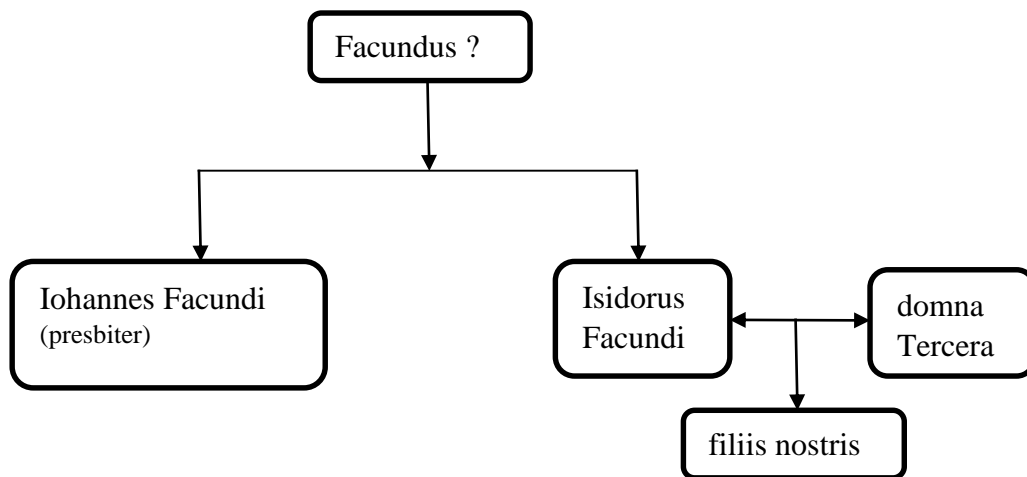 Facundus ?
Iohannes Facundi
(presbiter)
Isidorus
Facundi
domna
Tercera
filiis nostris